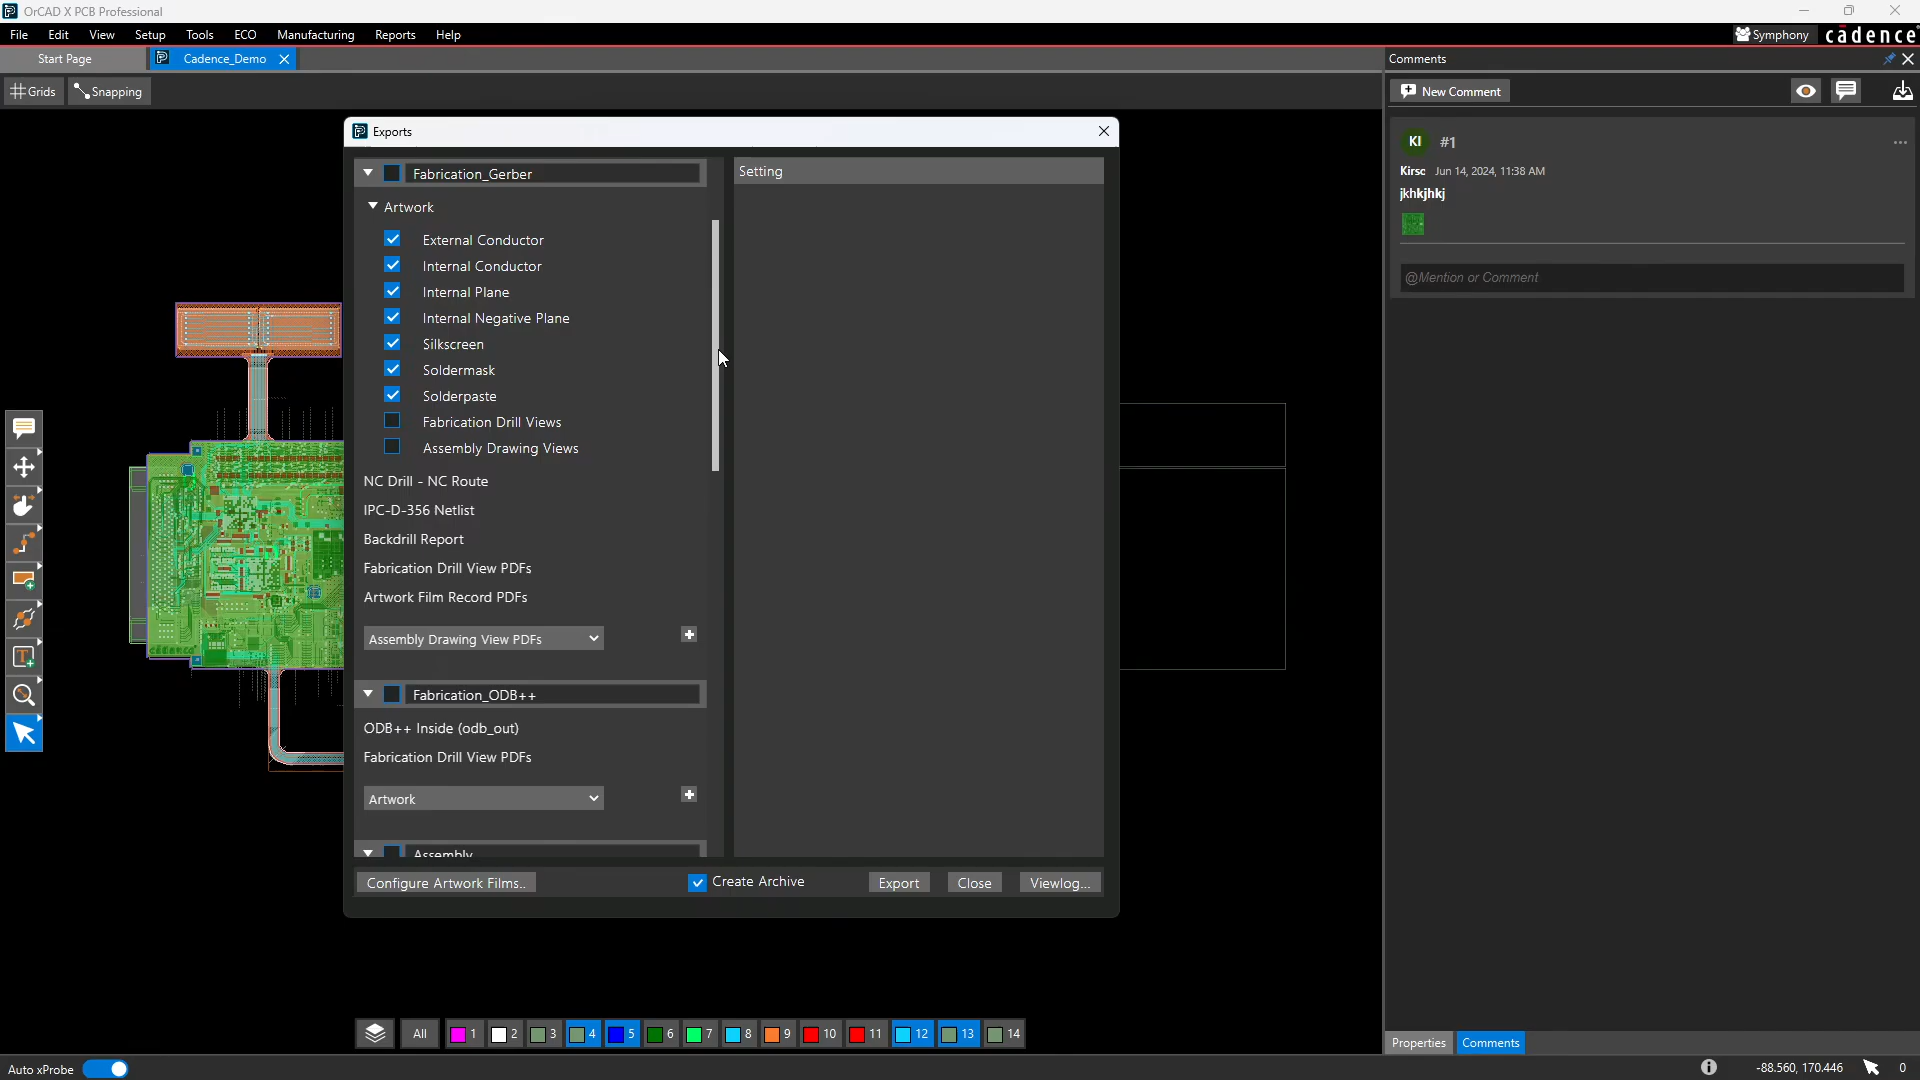 OrCAD X PCB Professional
File Edit View Setup Tools ECO Manufacturing Reports Help
Symphony cādence
Start Page Cadence_Demo
Comments
Grids Snapping
New Comment
Exports
Fabrication_Gerber
Setting
Artwork
External Conductor
Internal Conductor
Internal Plane
Internal Negative Plane
Silkscreen
Soldermask
Solderpaste
Fabrication Drill Views
Assembly Drawing Views
NC Drill - NC Route
IPC-D-356 Netlist
Backdrill Report
Fabrication Drill View PDFs
Artwork Film Record PDFs
Assembly Drawing View PDFs
Fabrication_ODB++
ODB++ Inside (odb_out)
Fabrication Drill View PDFs
Artwork
Assembly
Configure Artwork Films..
Create Archive
Export
Close
Viewlog...
KI #1
Kirsc Jun 14, 2024, 11:38 AM
jkhkjhkj
@Mention or Comment
All 1 2 3 4 5 6 7 8 9 10 11 12 13 14
Properties Comments
Auto xProbe
-88.560, 170.446 0